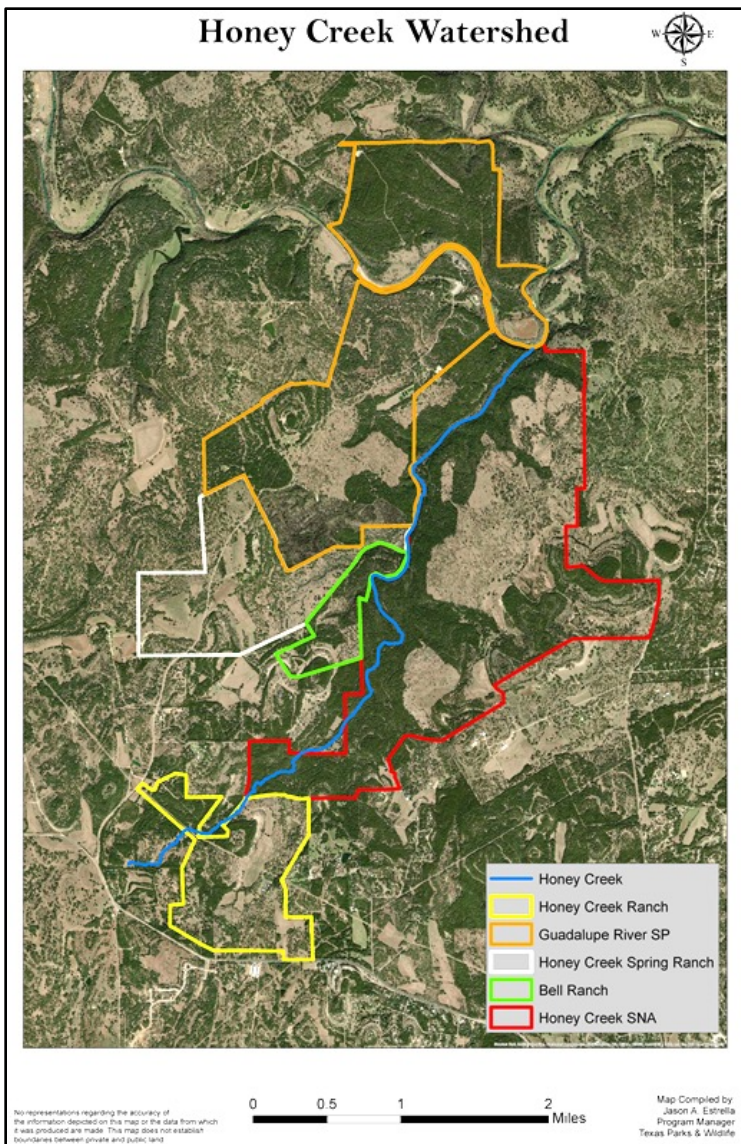 Honey Creek Watershed
W E
S
Honey Creek
Honey Creek Ranch
Guadalupe River SP
Honey Creek Spring Ranch
Bell Ranch
Honey Creek SNA
No representations regarding the accuracy of
the information depicted on this map or the data from which
it was produced are made. This map does not establish
boundaries between private and public land
0 0.5 1 2
Miles
Map Compiled by
Jason A. Estrella
Program Manager
Texas Parks & Wildlife